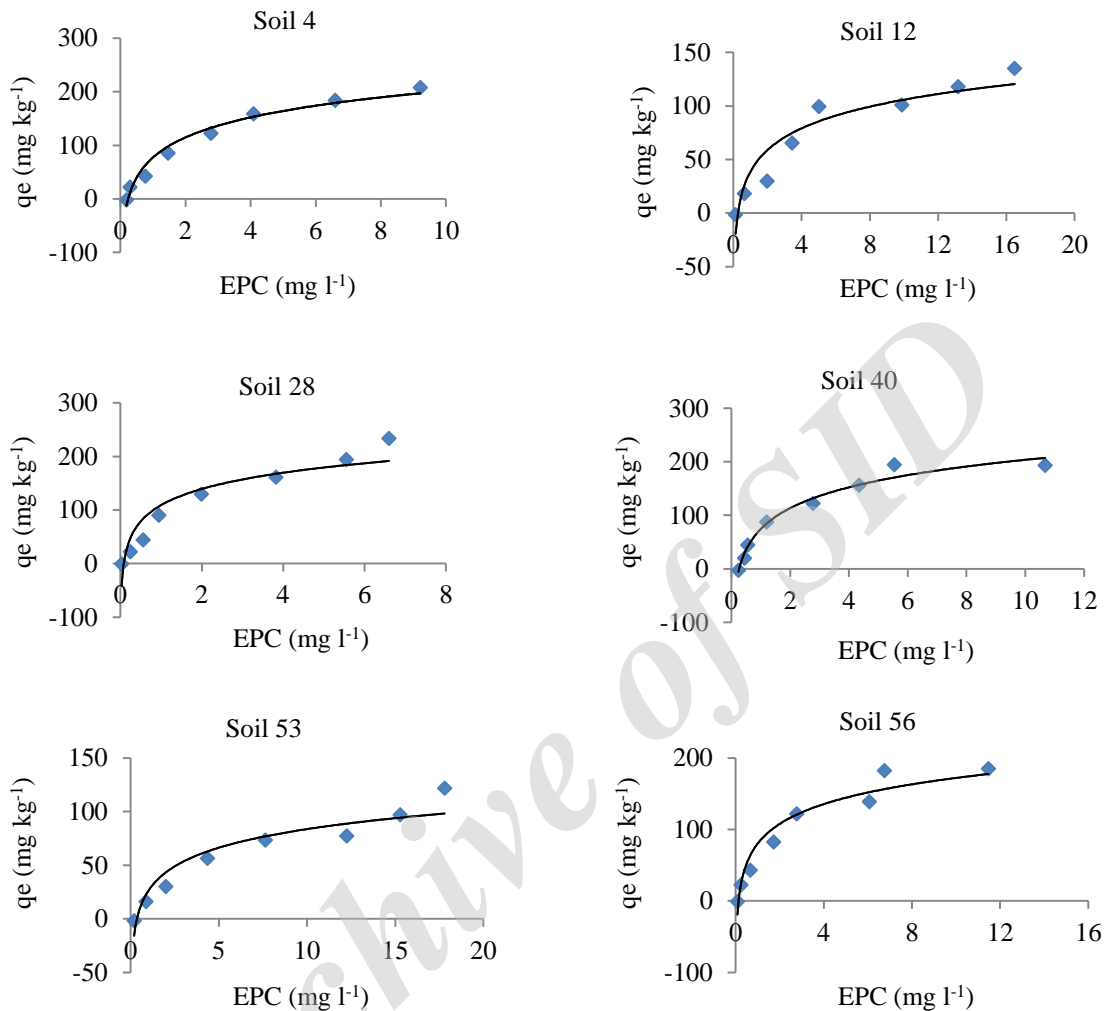 Soil 4
300
200
100
0
-100
qe (mg kg-1)
0 2 4 6 8 10
EPC (mg l-1)
Soil 12
150
100
50
0
-50
qe (mg kg-1)
0 4 8 12 16 20
EPC (mg l-1)
Soil 28
300
200
100
0
-100
qe (mg kg-1)
0 2 4 6 8
EPC (mg l-1)
Soil 40
300
200
100
0
-100
qe (mg kg-1)
0 2 4 6 8 10 12
EPC (mg l-1)
Soil 53
150
100
50
0
-50
qe (mg kg-1)
0 5 10 15 20
EPC (mg l-1)
Soil 56
200
100
0
-100
qe (mg kg-1)
0 4 8 12 16
EPC (mg l-1)
chive of SID